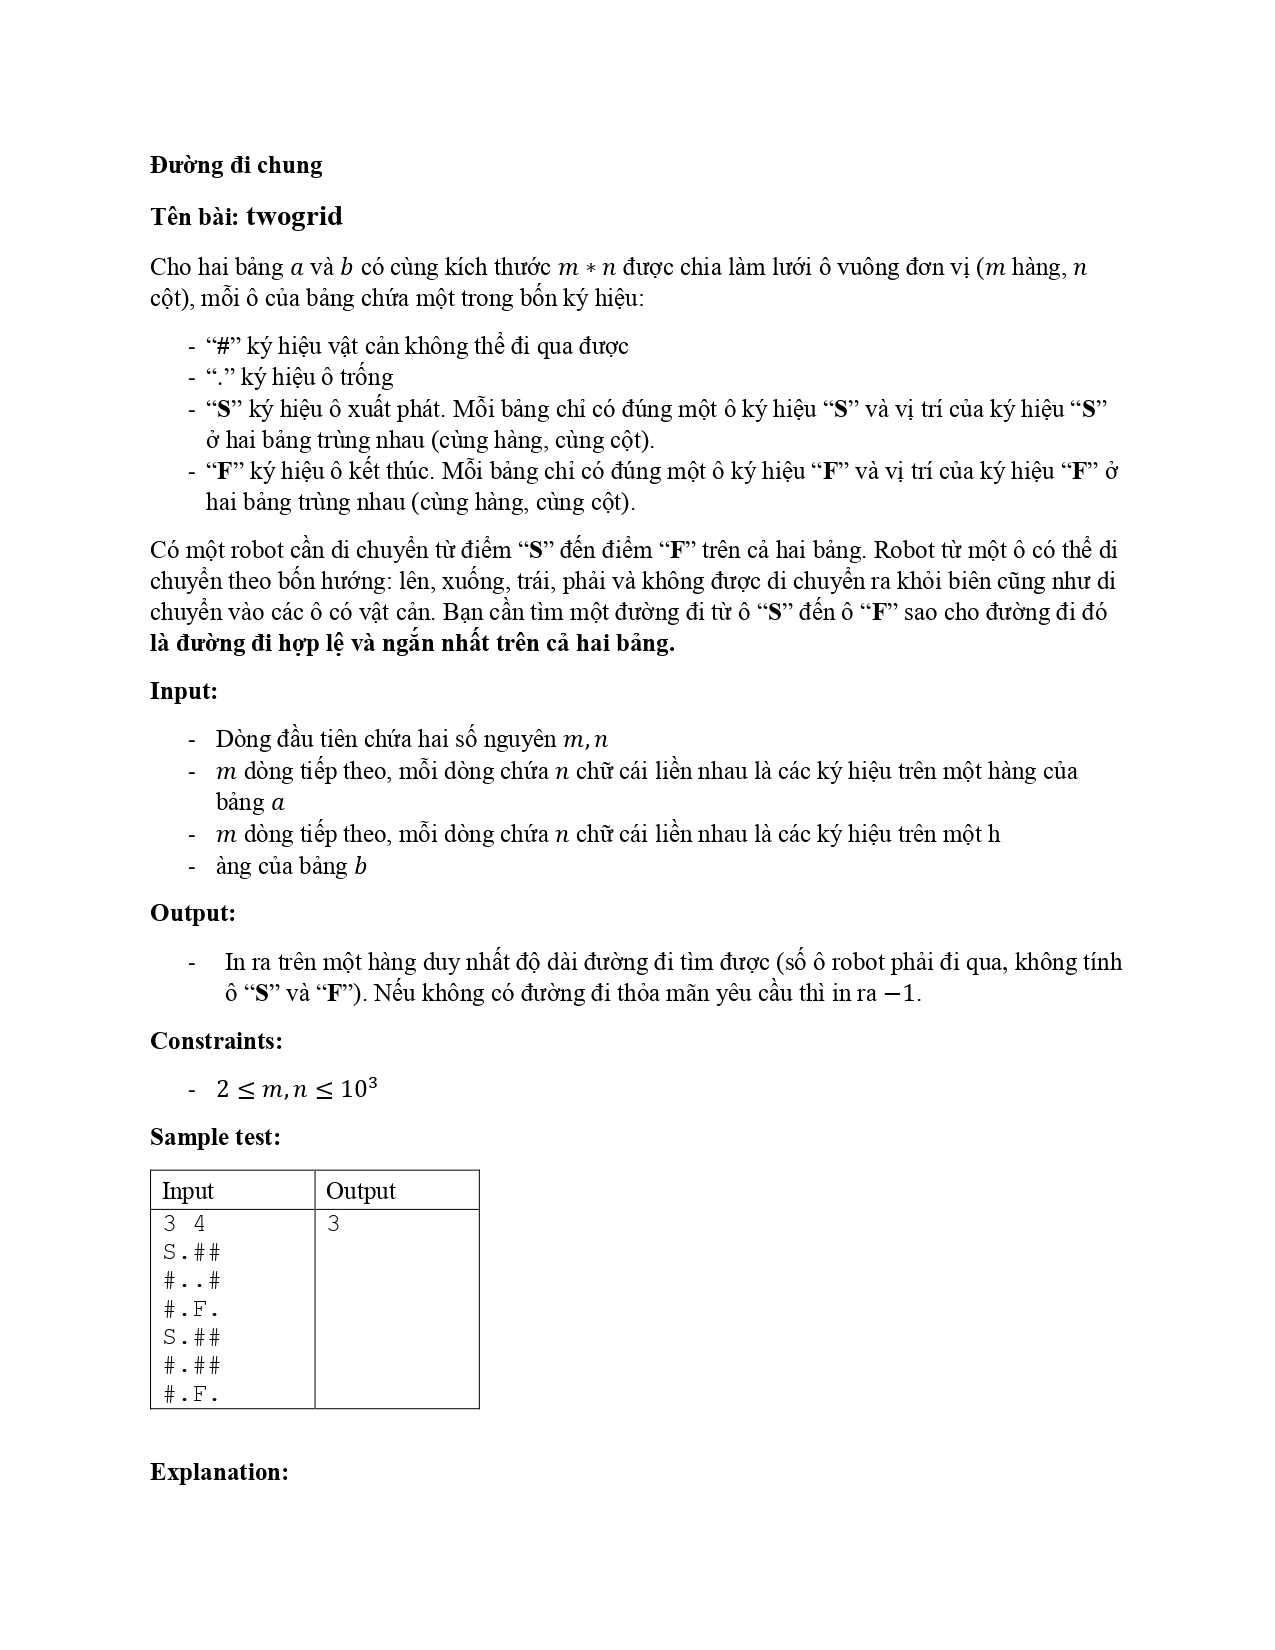 Đường đi chung
Tên bài: twogrid
Cho hai bảng a và b có cùng kích thước m * n được chia làm lưới ô vuông đơn vị (m hàng, n
cột), mỗi ô của bảng chứa một trong bốn ký hiệu:
- “#” ký hiệu vật cản không thể đi qua được
- “.” ký hiệu ô trống
- “S” ký hiệu ô xuất phát. Mỗi bảng chỉ có đúng một ô ký hiệu “S” và vị trí của ký hiệu “S”
ở hai bảng trùng nhau (cùng hàng, cùng cột).
- “F” ký hiệu ô kết thúc. Mỗi bảng chỉ có đúng một ô ký hiệu “F” và vị trí của ký hiệu “F” ở
hai bảng trùng nhau (cùng hàng, cùng cột).
Có một robot cần di chuyển từ điểm “S” đến điểm “F” trên cả hai bảng. Robot từ một ô có thể di
chuyển theo bốn hướng: lên, xuống, trái, phải và không được di chuyển ra khỏi biên cũng như di
chuyển vào các ô có vật cản. Bạn cần tìm một đường đi từ ô “S” đến ô “F” sao cho đường đi đó
là đường đi hợp lệ và ngắn nhất trên cả hai bảng.
Input:
- Dòng đầu tiên chứa hai số nguyên m, n
- m dòng tiếp theo, mỗi dòng chứa n chữ cái liền nhau là các ký hiệu trên một hàng của
bảng a
- m dòng tiếp theo, mỗi dòng chứa n chữ cái liền nhau là các ký hiệu trên một h
- àng của bảng b
Output:
- In ra trên một hàng duy nhất độ dài đường đi tìm được (số ô robot phải đi qua, không tính
ô “S” và “F”). Nếu không có đường đi thỏa mãn yêu cầu thì in ra −1.
Constraints:
- 2 ≤ m, n ≤ 10³
Sample test:
Input Output
3 4 3
S.##
#..#
#.F.
S.##
#.##
#.F.
Explanation: